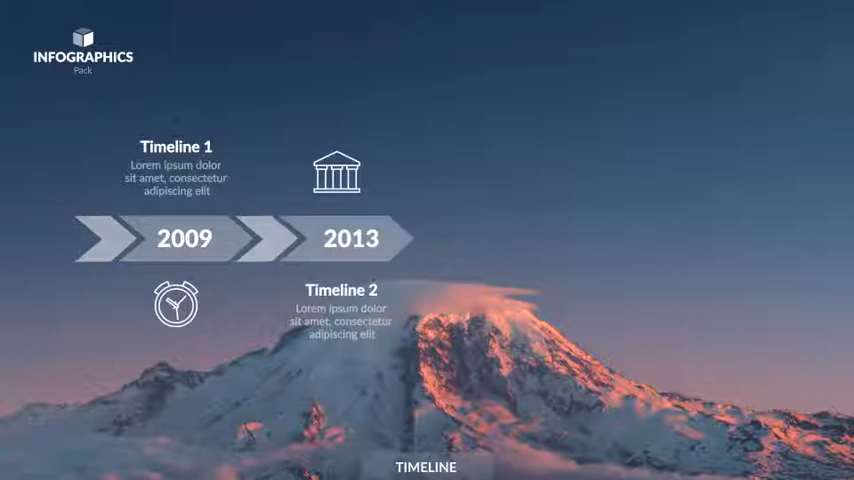 INFOGRAPHICS
Pack
Timeline 1
Lorem ipsum dolor
sit amet, consectetur
adipiscing elit
2009
2013
Timeline 2
Lorem ipsum dolor
sit amet, consectetur
adipiscing elit
TIMELINE